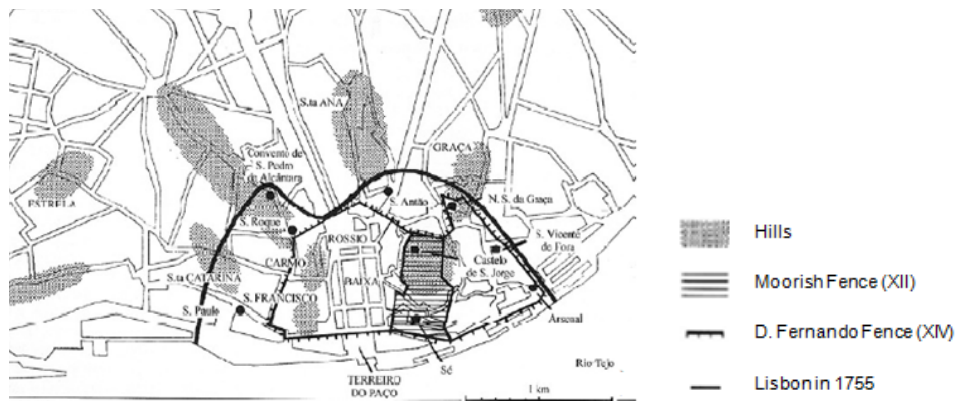 S.ta ANA
GRAÇA
Convento de
S. Pedro
de Alcântara
ESTRELA
S. Antão
N. S. da Graça
S. Roque
ROSSIO
S. Vicente
de Fora
CARMO
Castelo
de S. Jorge
S.ta CATARINA
BAIXA
S. FRANCISCO
S. Paulo
Arsenal
Sé
Rio Tejo
TERREIRO
DO PAÇO
1 km
Hills
Moorish Fence (XII)
D. Fernando Fence (XIV)
Lisbon in 1755